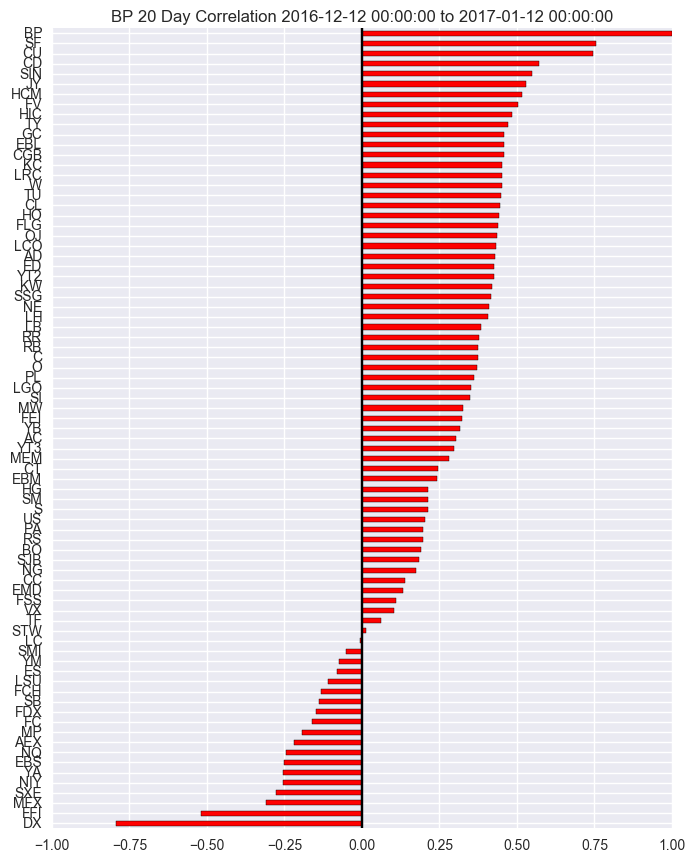 BP 20 Day Correlation 2016-12-12 00:00:00 to 2017-01-12 00:00:00
BP
SF
CU
CD
SIN
JY
HCM
FV
HIC
TY
GC
EBL
CGB
KC
LRC
W
TU
CL
HO
FLG
OJ
LCO
AD
ED
YT2
KW
SSG
NE
LH
LB
RR
RB
C
O
PL
LGO
SI
MW
YB
AC
YT3
MEM
CT
EBM
HG
SM
S
US
PA
RS
BO
SJB
NG
CC
EMD
FSS
VX
TF
STW
LC
SMI
YM
ES
LSU
FCH
SB
FDX
FC
MP
AEX
NQ
EBS
YA
NIY
SXE
MFX
DX
−1.00 −0.75 −0.50 −0.25 0.00 0.25 0.50 0.75 1.00